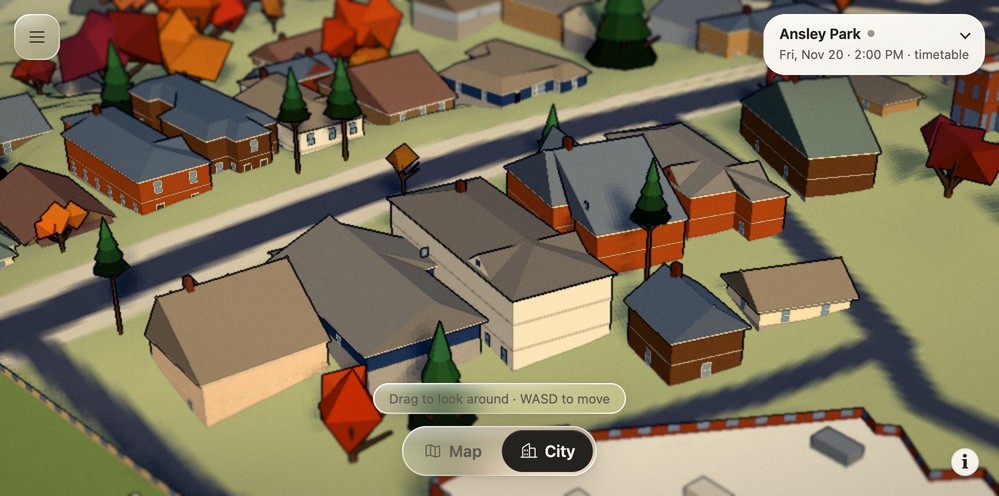 Ansley Park
Fri, Nov 20 · 2:00 PM · timetable
Drag to look around · WASD to move
Map
City
i